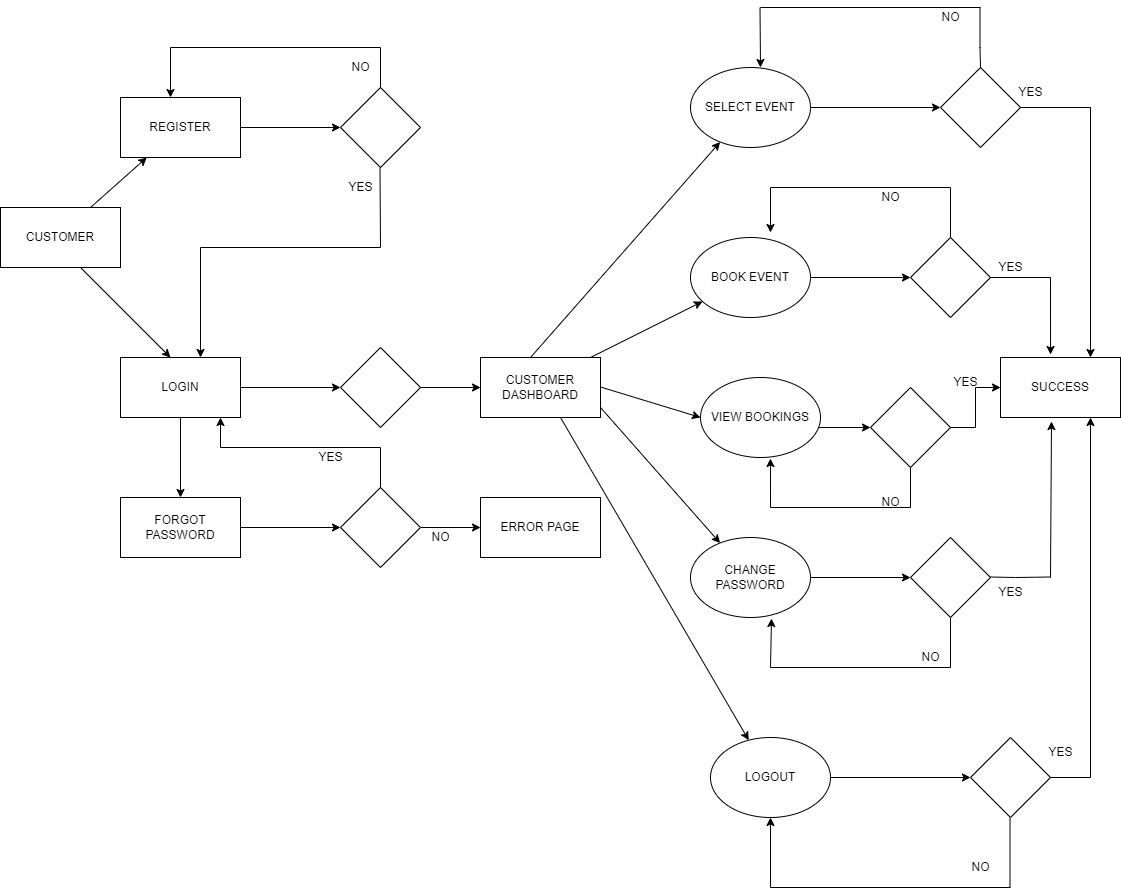 NO
NO
YES
REGISTER
SELECT EVENT
YES
NO
CUSTOMER
BOOK EVENT
YES
LOGIN
CUSTOMER
DASHBOARD
YES
SUCCESS
VIEW BOOKINGS
YES
NO
FORGOT
PASSWORD
NO
ERROR PAGE
CHANGE
PASSWORD
YES
NO
LOGOUT
YES
NO